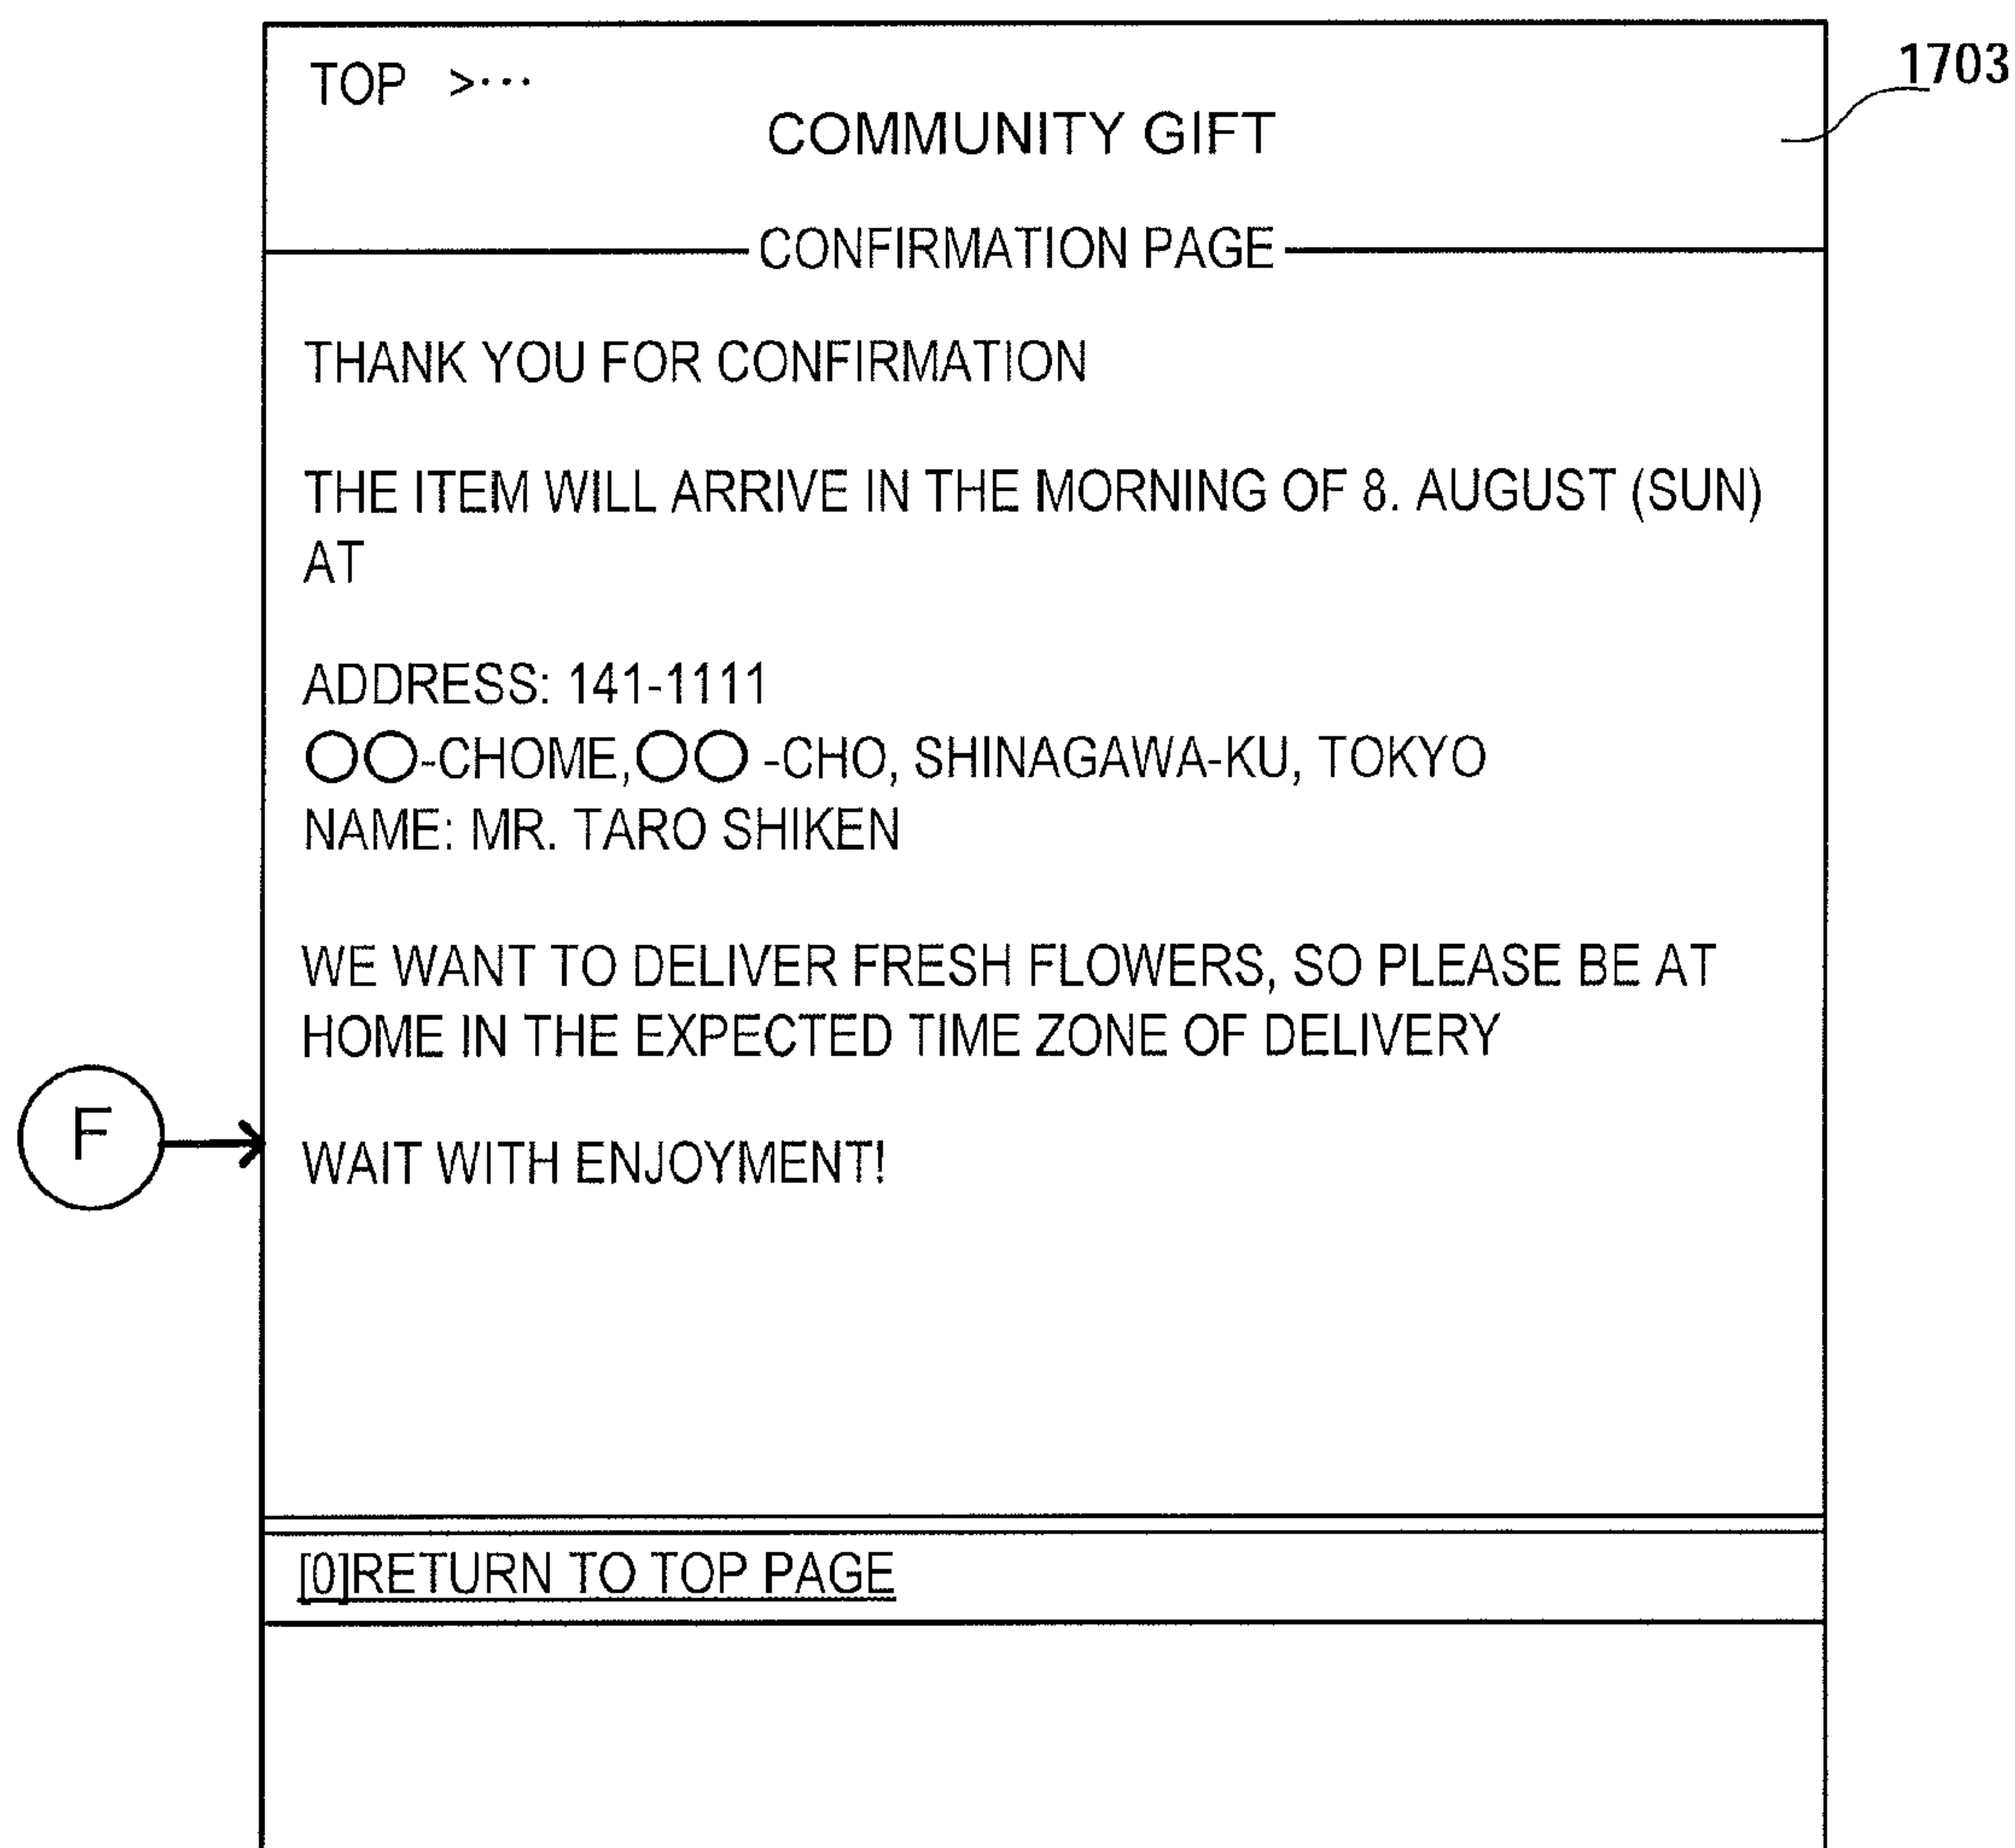 TOP >···
1703
COMMUNITY GIFT
CONFIRMATION PAGE
THANK YOU FOR CONFIRMATION
THE ITEM WILL ARRIVE IN THE MORNING OF 8. AUGUST (SUN)
AT
ADDRESS: 141-1111
○○-CHOME,○○ -CHO, SHINAGAWA-KU, TOKYO
NAME: MR. TARO SHIKEN
WE WANT TO DELIVER FRESH FLOWERS, SO PLEASE BE AT
HOME IN THE EXPECTED TIME ZONE OF DELIVERY
F
WAIT WITH ENJOYMENT!
[0]RETURN TO TOP PAGE